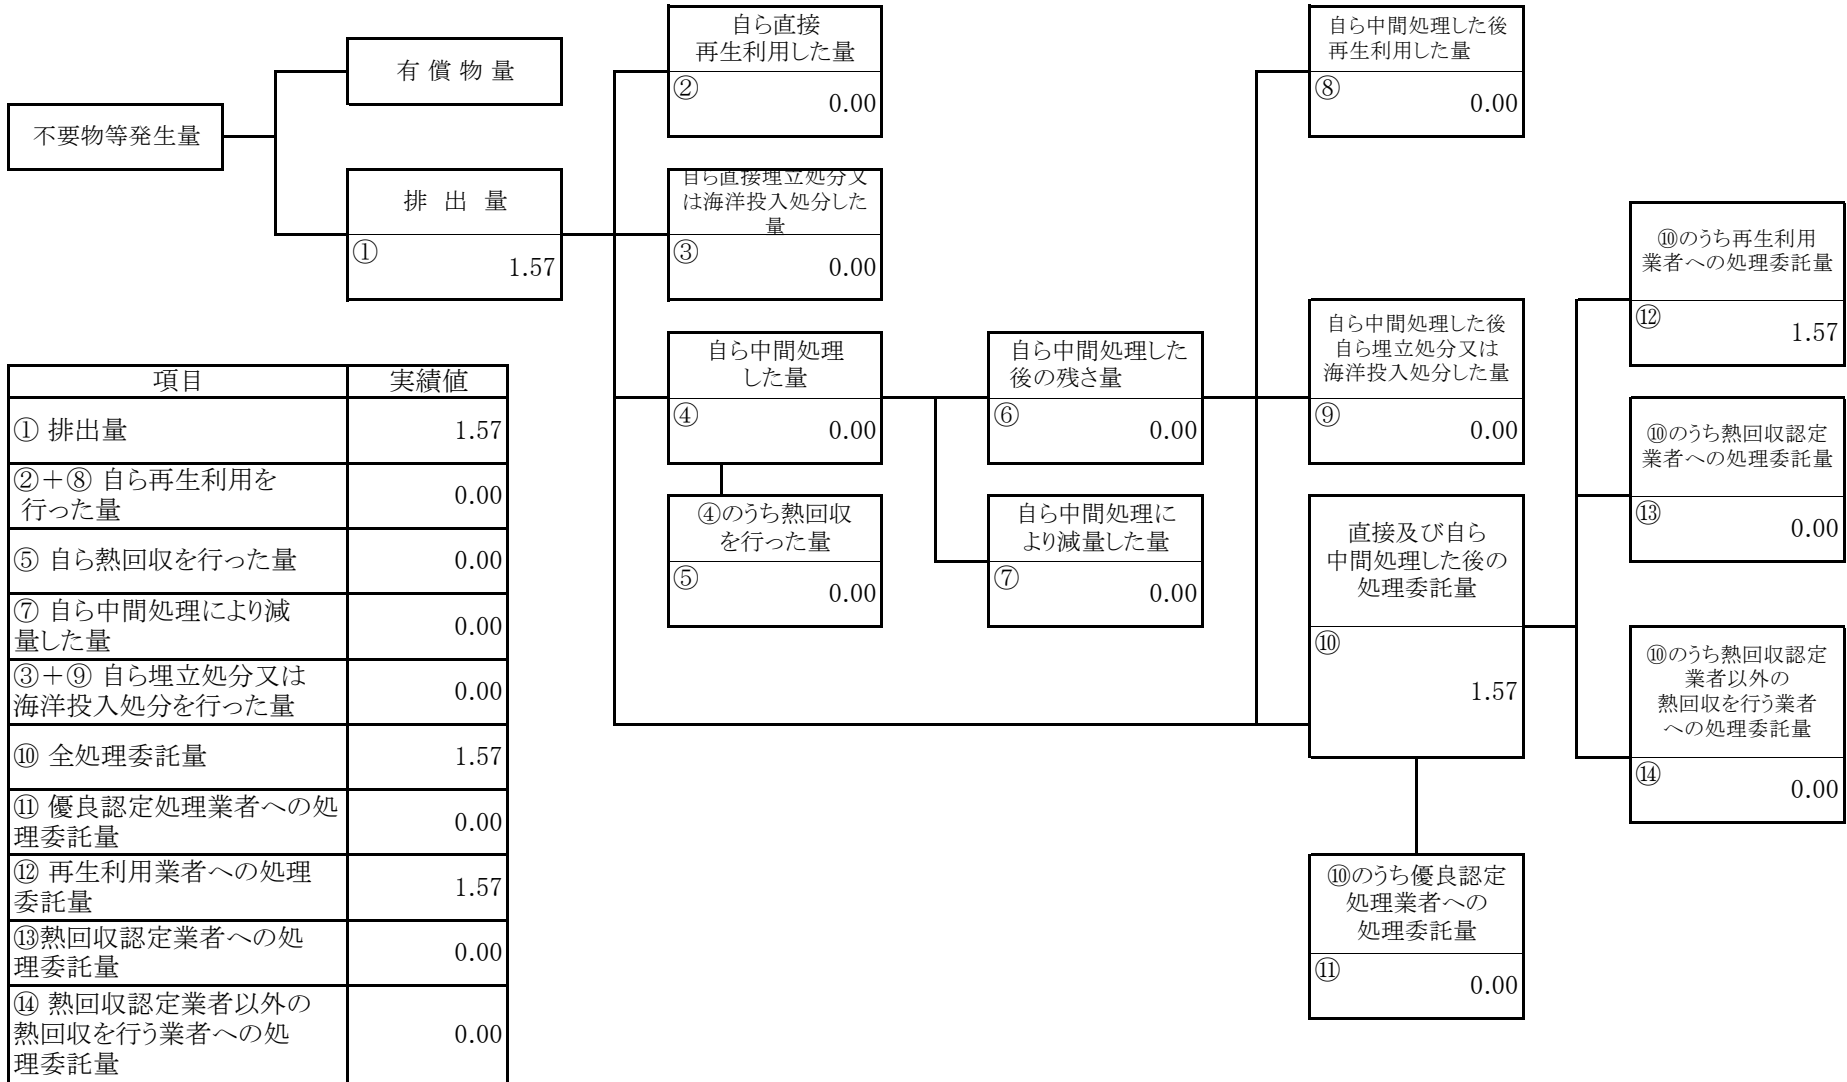 不要物等発生量
有 償 物 量
排 出 量
①
1.57
自ら直接
再生利用した量
②
0.00
自ら直接埋立処分又
は海洋投入処分した
量
③
0.00
自ら中間処理
した量
④
0.00
④のうち熱回収
を行った量
⑤
0.00
自ら中間処理した
後の残さ量
⑥
0.00
自ら中間処理に
より減量した量
⑦
0.00
自ら中間処理した後
再生利用した量
⑧
0.00
自ら中間処理した後
自ら埋立処分又は
海洋投入処分した量
⑨
0.00
直接及び自ら
中間処理した後の
処理委託量
⑩
1.57
⑩のうち優良認定
処理業者への
処理委託量
⑪
0.00
⑩のうち再生利用
業者への処理委託量
⑫
1.57
⑩のうち熱回収認定
業者への処理委託量
⑬
0.00
⑩のうち熱回収認定
業者以外の
熱回収を行う業者
への処理委託量
⑭
0.00
項目 実績値
① 排出量 1.57
②+⑧ 自ら再生利用を
行った量 0.00
⑤ 自ら熱回収を行った量 0.00
⑦ 自ら中間処理により減
量した量 0.00
③+⑨ 自ら埋立処分又は
海洋投入処分を行った量 0.00
⑩ 全処理委託量 1.57
⑪ 優良認定処理業者への処
理委託量 0.00
⑫ 再生利用業者への処理
委託量 1.57
⑬熱回収認定業者への処
理委託量 0.00
⑭ 熱回収認定業者以外の
熱回収を行う業者への処
理委託量 0.00